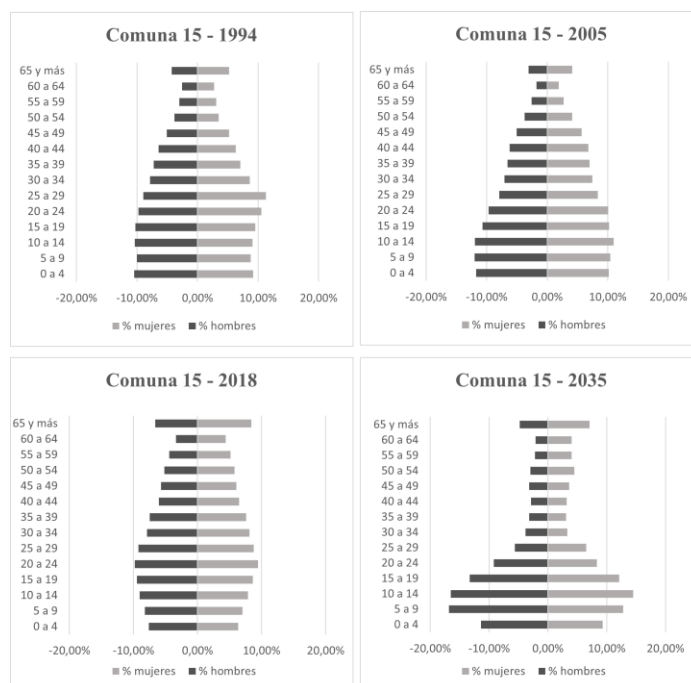 Comuna 15 - 1994
65 y más
60 a 64
55 a 59
50 a 54
45 a 49
40 a 44
35 a 39
30 a 34
25 a 29
20 a 24
15 a 19
10 a 14
5 a 9
0 a 4
-20,00% -10,00% 0,00% 10,00% 20,00%
% mujeres % hombres
Comuna 15 - 2005
65 y más
60 a 64
55 a 59
50 a 54
45 a 49
40 a 44
35 a 39
30 a 34
25 a 29
20 a 24
15 a 19
10 a 14
5 a 9
0 a 4
-20,00% -10,00% 0,00% 10,00% 20,00%
% mujeres % hombres
Comuna 15 - 2018
65 y más
60 a 64
55 a 59
50 a 54
45 a 49
40 a 44
35 a 39
30 a 34
25 a 29
20 a 24
15 a 19
10 a 14
5 a 9
0 a 4
-20,00% -10,00% 0,00% 10,00% 20,00%
% mujeres % hombres
Comuna 15 - 2035
65 y más
60 a 64
55 a 59
50 a 54
45 a 49
40 a 44
35 a 39
30 a 34
25 a 29
20 a 24
15 a 19
10 a 14
5 a 9
0 a 4
-20,00% -10,00% 0,00% 10,00% 20,00%
% mujeres % hombres